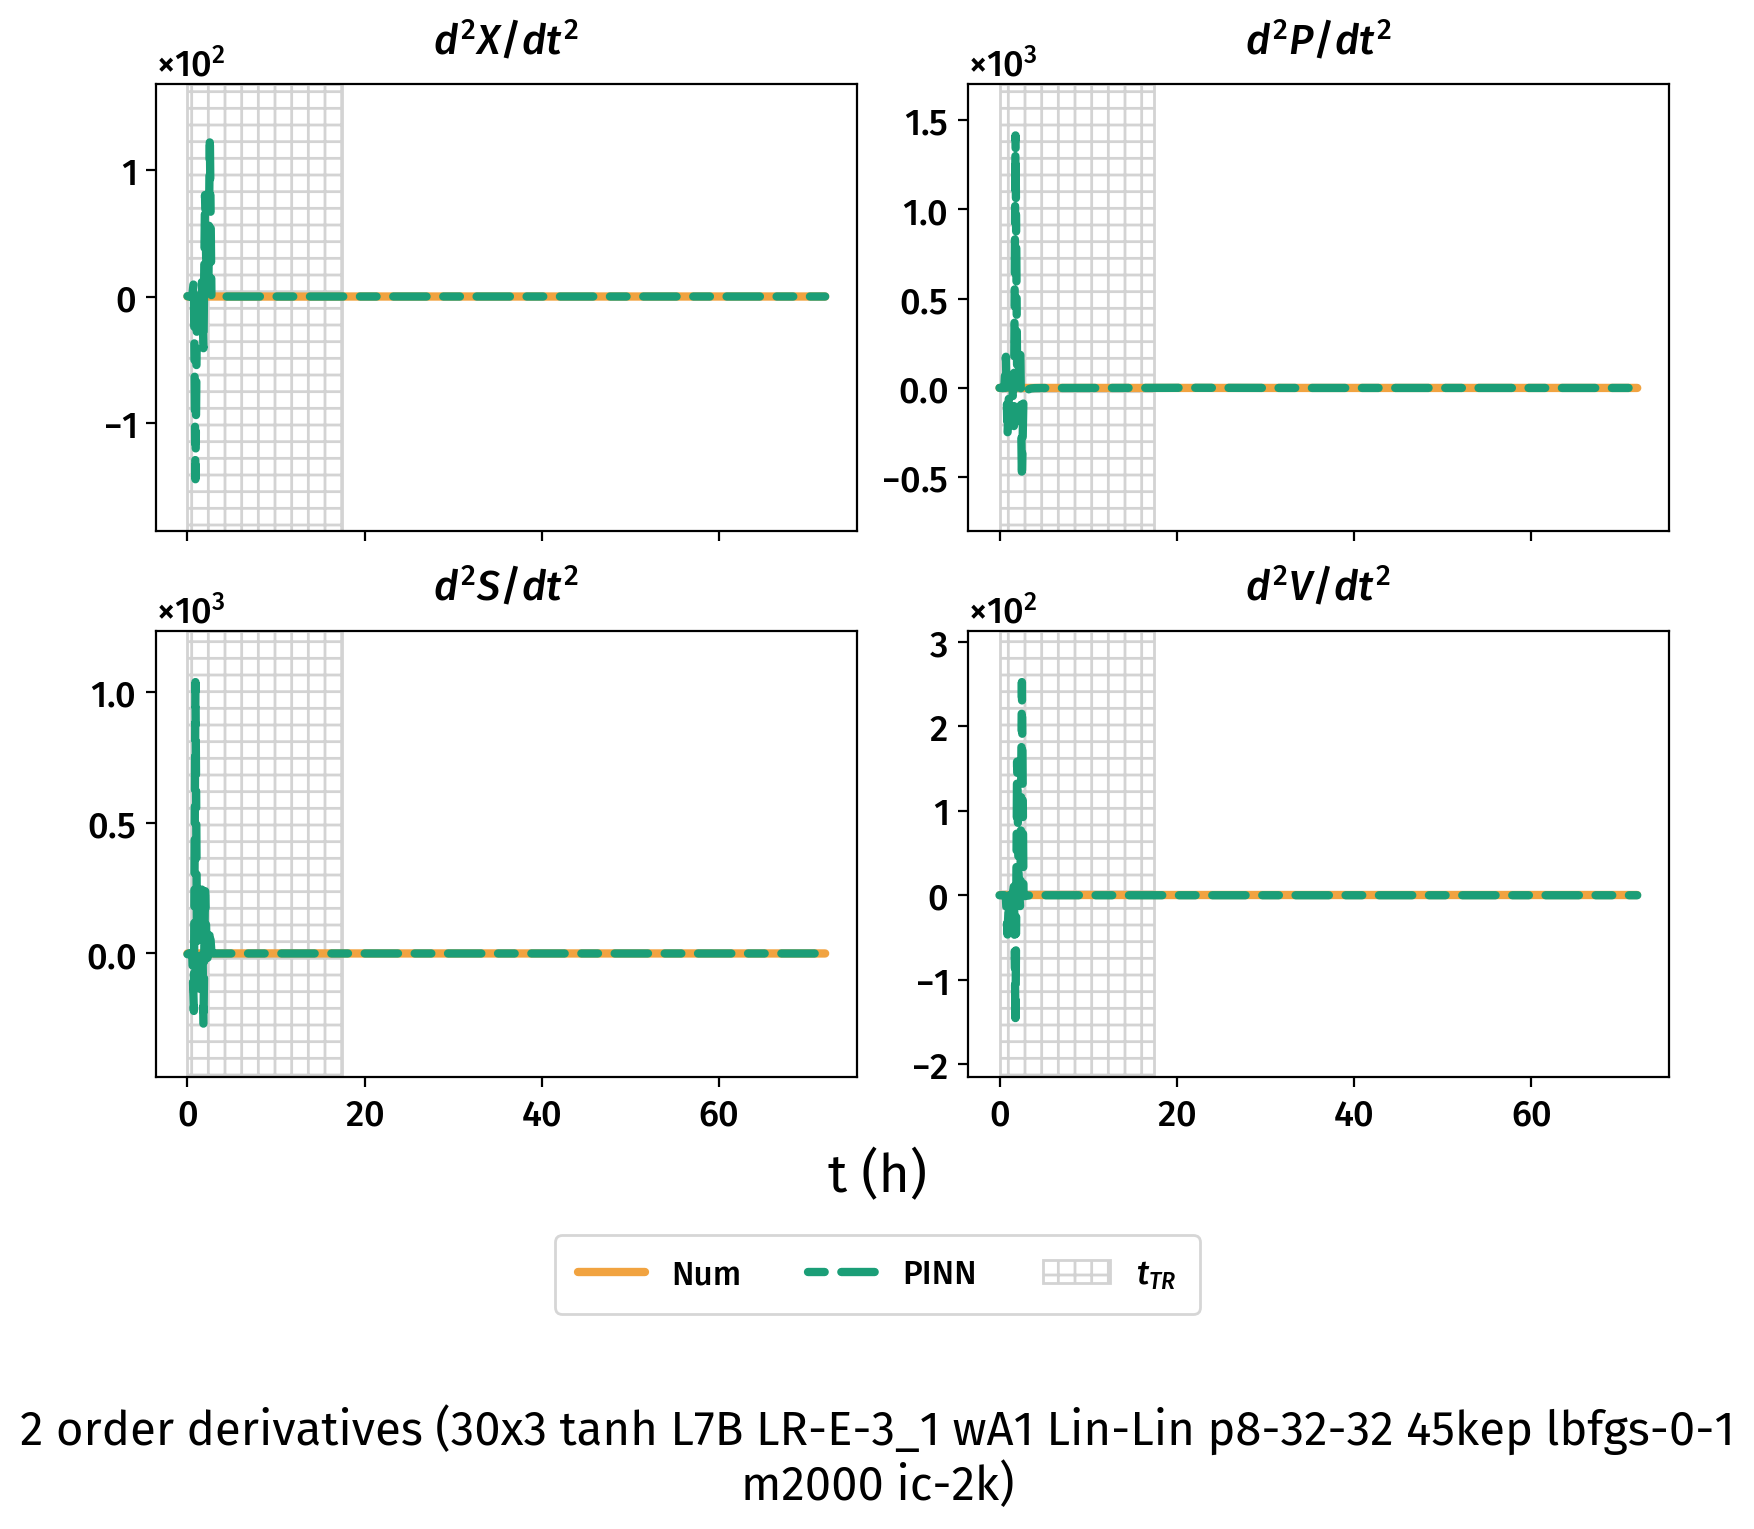 d²X/dt²
×10²
1
0
−1
d²P/dt²
×10³
1.5
1.0
0.5
0.0
−0.5
d²S/dt²
×10³
1.0
0.5
0.0
0 20 40 60
d²V/dt²
×10²
3
2
1
0
−1
−2
0 20 40 60
t (h)
Num PINN t_TR
2 order derivatives (30x3 tanh L7B LR-E-3_1 wA1 Lin-Lin p8-32-32 45kep lbfgs-0-1
m2000 ic-2k)